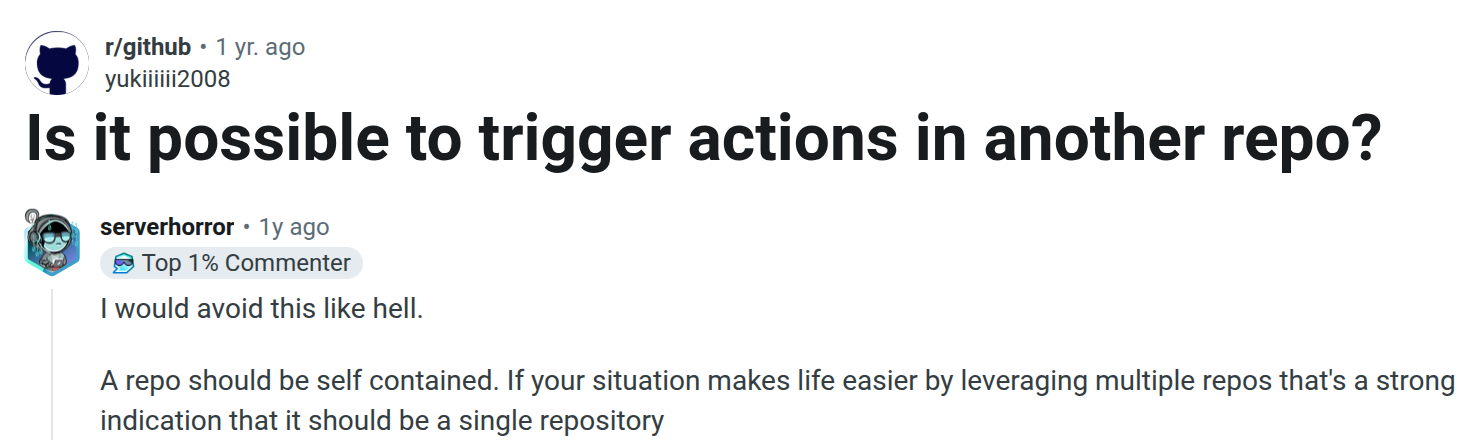 r/github • 1 yr. ago
yukiiiiii2008
Is it possible to trigger actions in another repo?
serverhorror • 1y ago
Top 1% Commenter
I would avoid this like hell.
A repo should be self contained. If your situation makes life easier by leveraging multiple repos that's a strong
indication that it should be a single repository